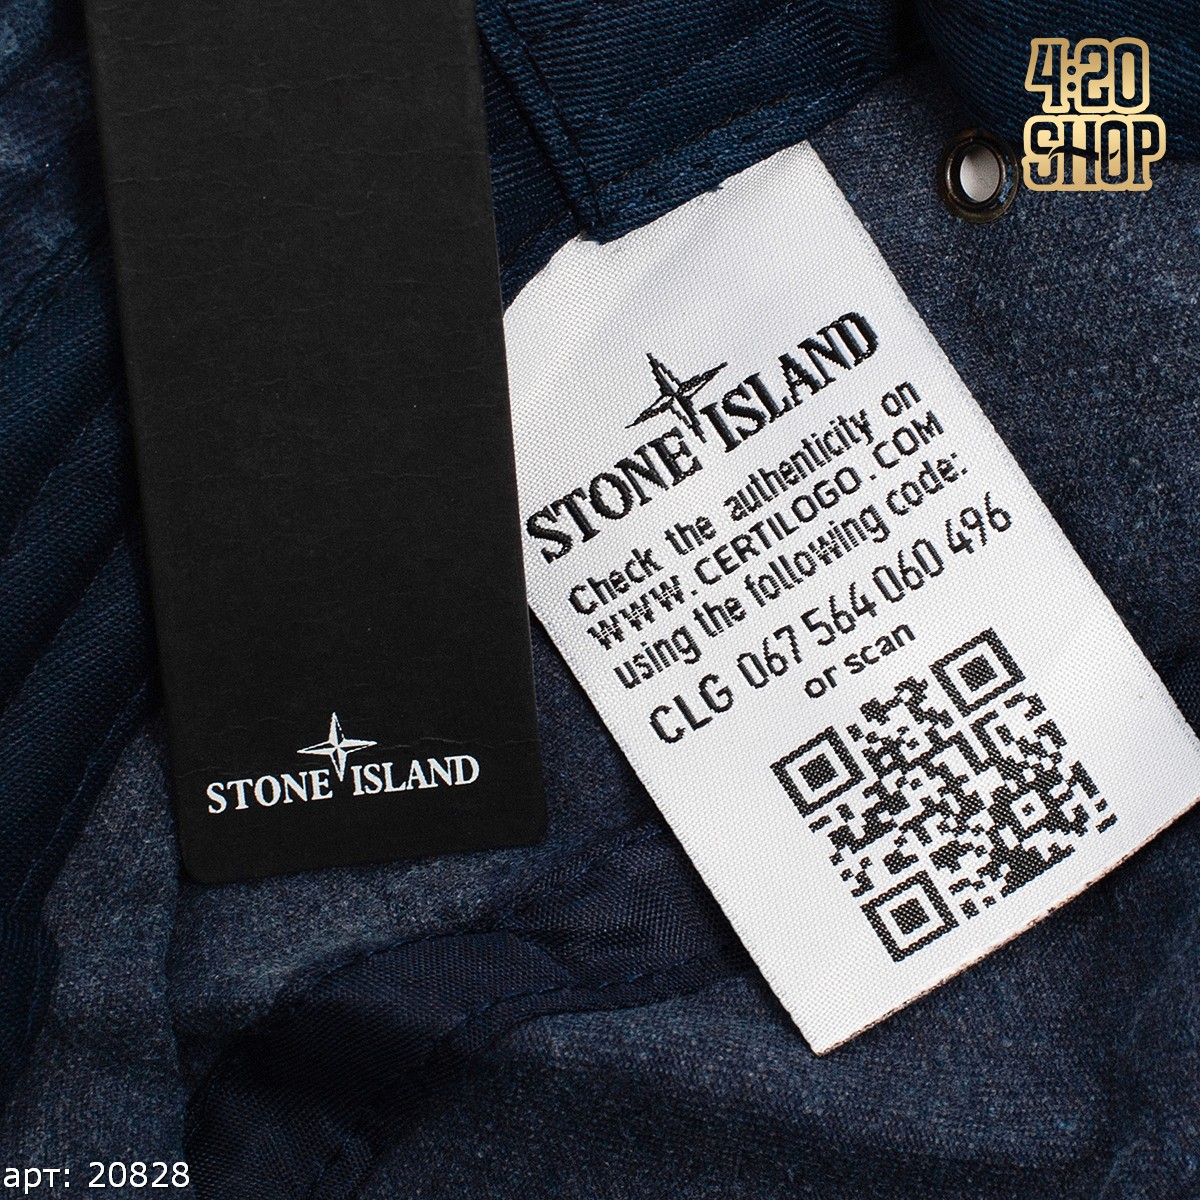 4:20
SHOP
STONE ISLAND
Check the authenticity on
WWW.CERTILOGO.COM
using the following code:
CLG 067 564 060 496
or scan
STONE ISLAND
арт: 20828